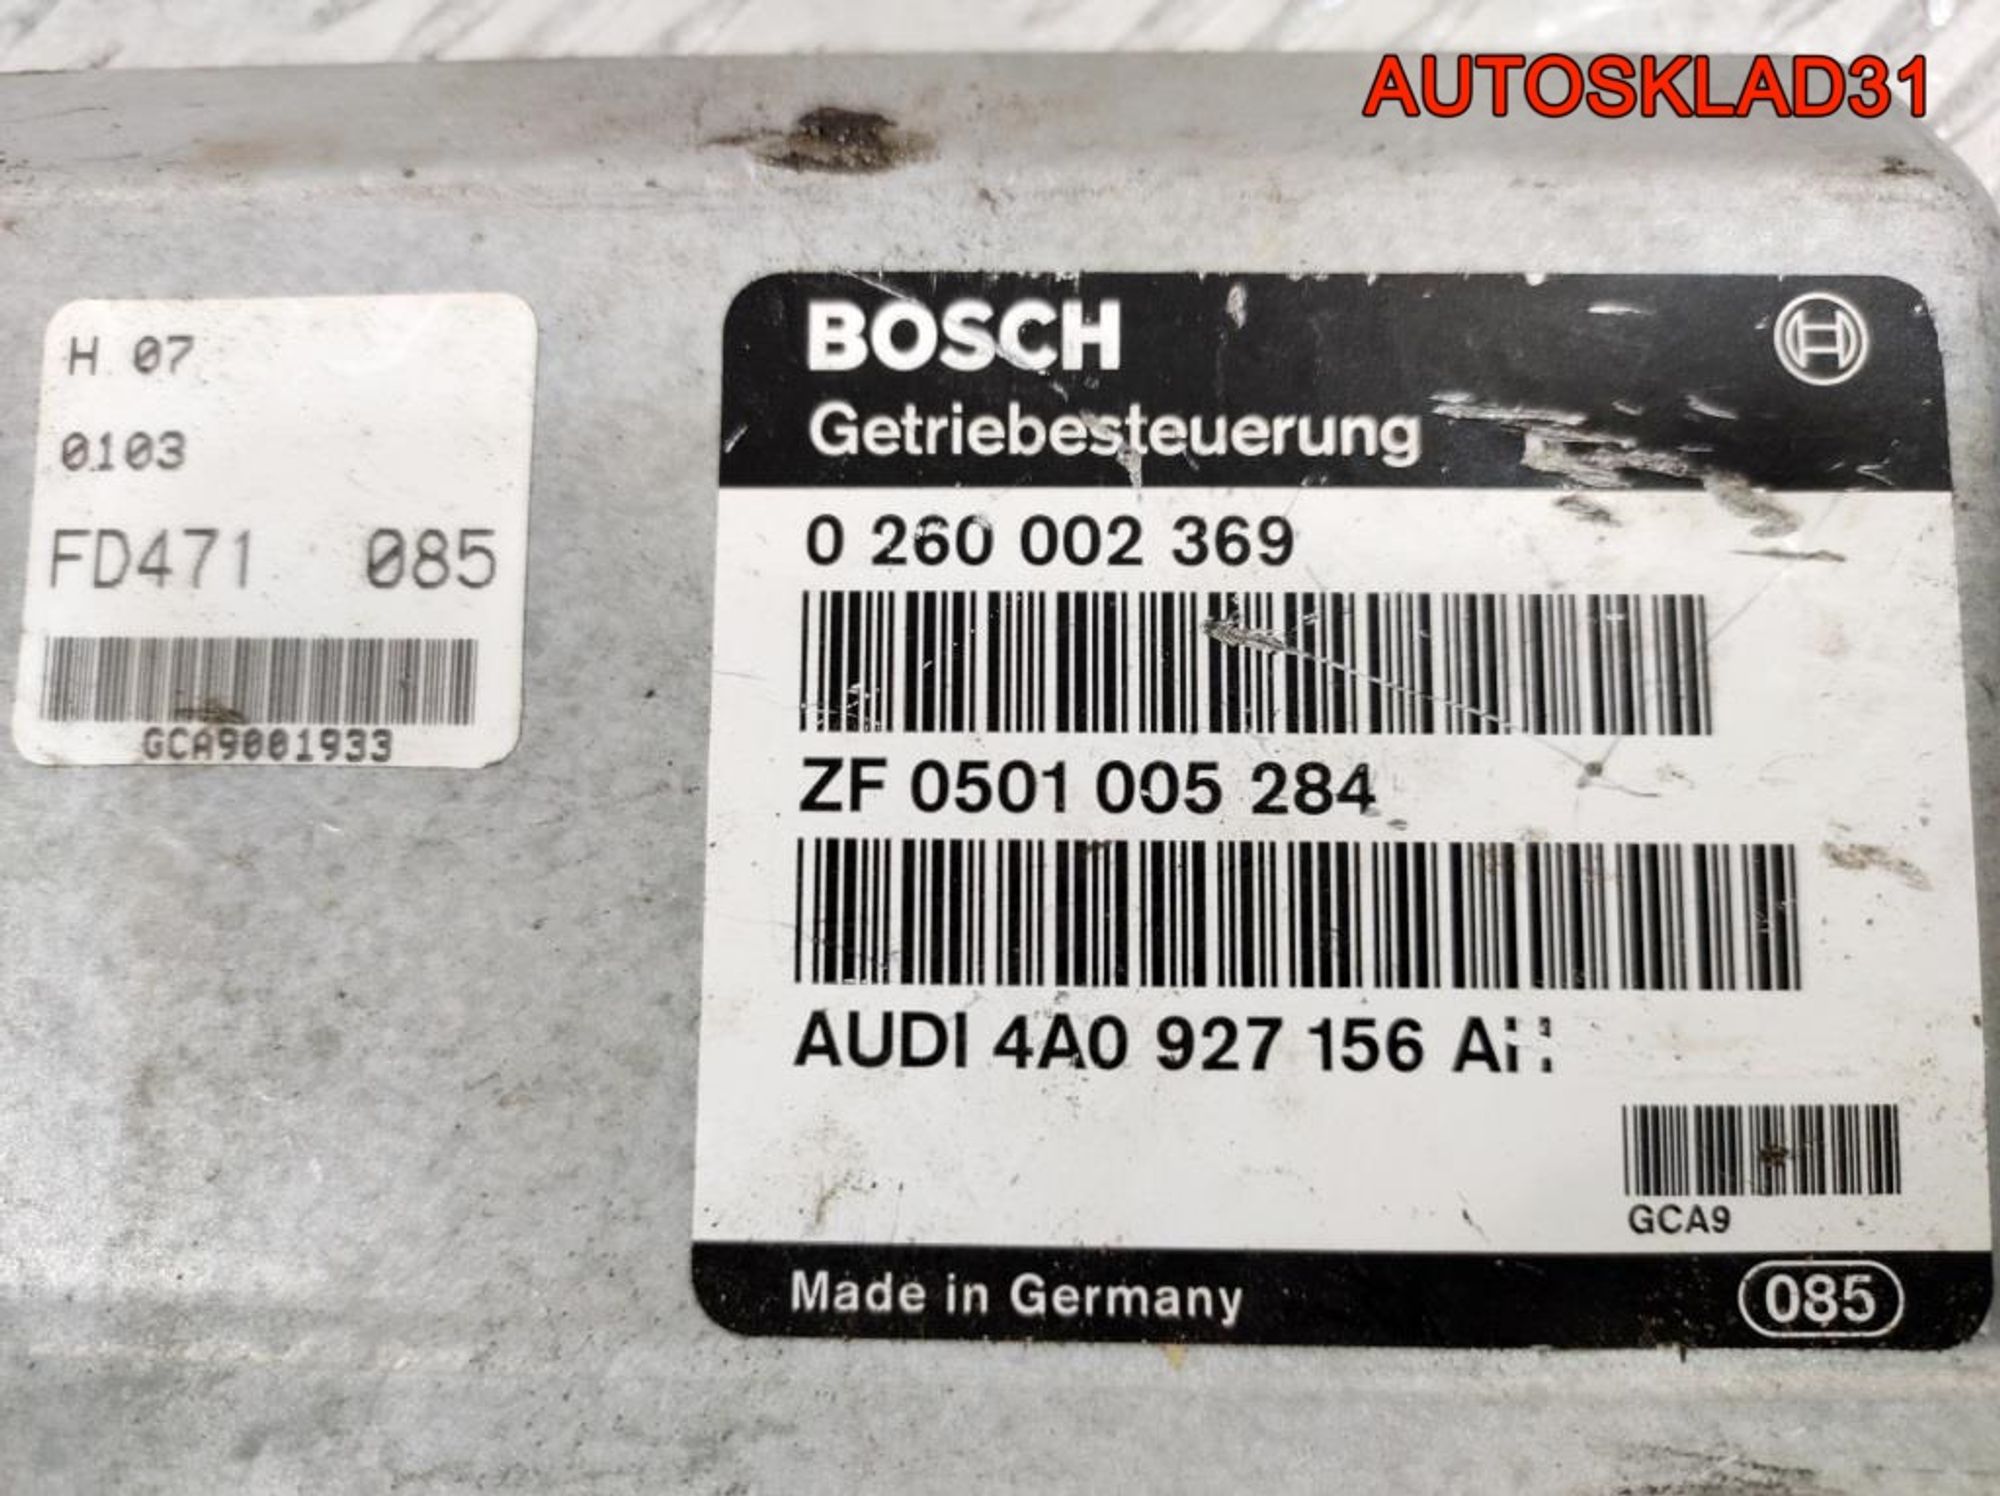 AUTOSKLAD31
H 07
0103
FD471 085
GCA9001933
BOSCH
Getriebesteuerung
0 260 002 369
ZF 0501 005 284
AUDI 4A0 927 156
GCA9
Made in Germany
085